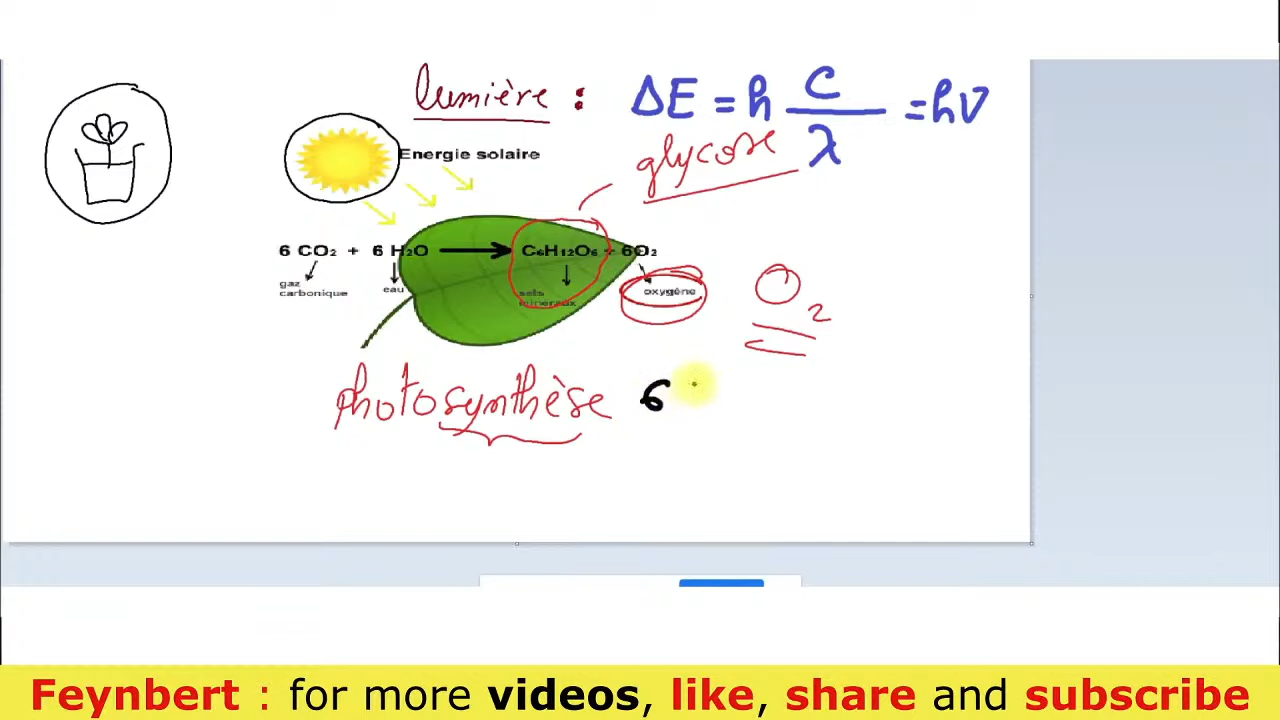 lumière : ΔE = h C/λ = hν
Energie solaire
glycose
6 CO₂ + 6 H₂O → C₆H₁₂O₆ + 6O₂
gaz carbonique
eau
sels minéraux
oxygène
O₂
photosynthèse 6
Feynbert : for more videos, like, share and subscribe